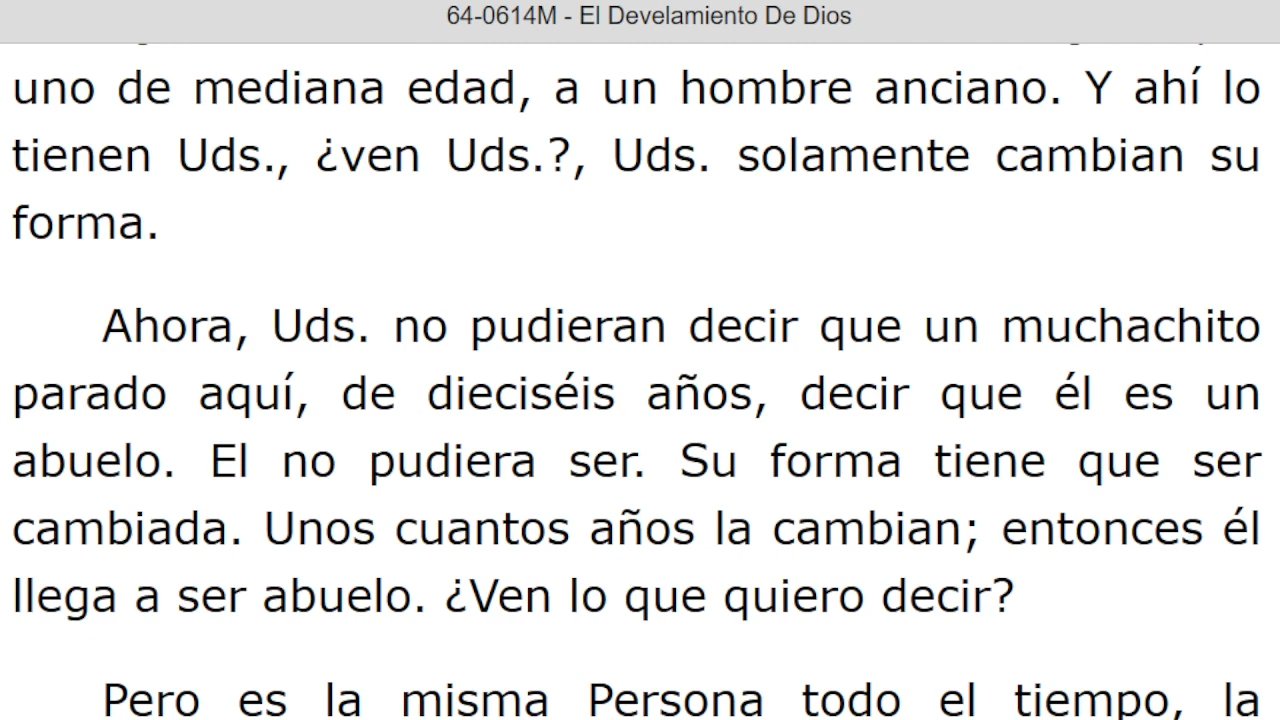 64-0614M - El Develamiento De Dios
uno de mediana edad, a un hombre anciano. Y ahí lo
tienen Uds., ¿ven Uds.?, Uds. solamente cambian su
forma.
Ahora, Uds. no pudieran decir que un muchachito
parado aquí, de dieciséis años, decir que él es un
abuelo. El no pudiera ser. Su forma tiene que ser
cambiada. Unos cuantos años la cambian; entonces él
llega a ser abuelo. ¿Ven lo que quiero decir?
Pero es la misma Persona todo el tiempo, la